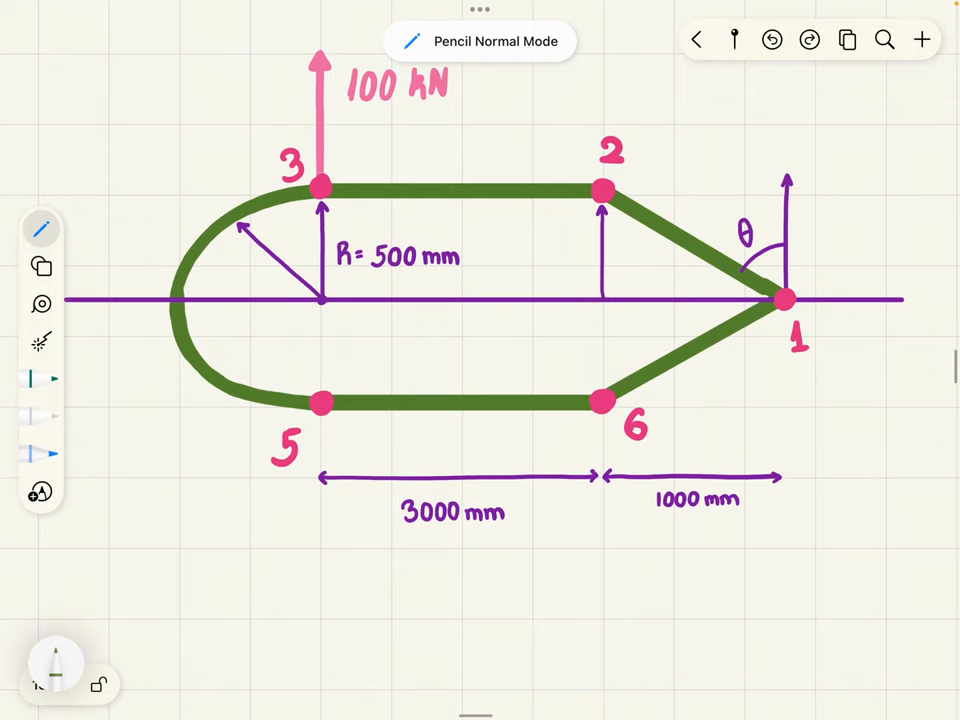 Pencil Normal Mode
100 kN
3
2
θ
R = 500 mm
1
5
6
3000 mm
1000 mm